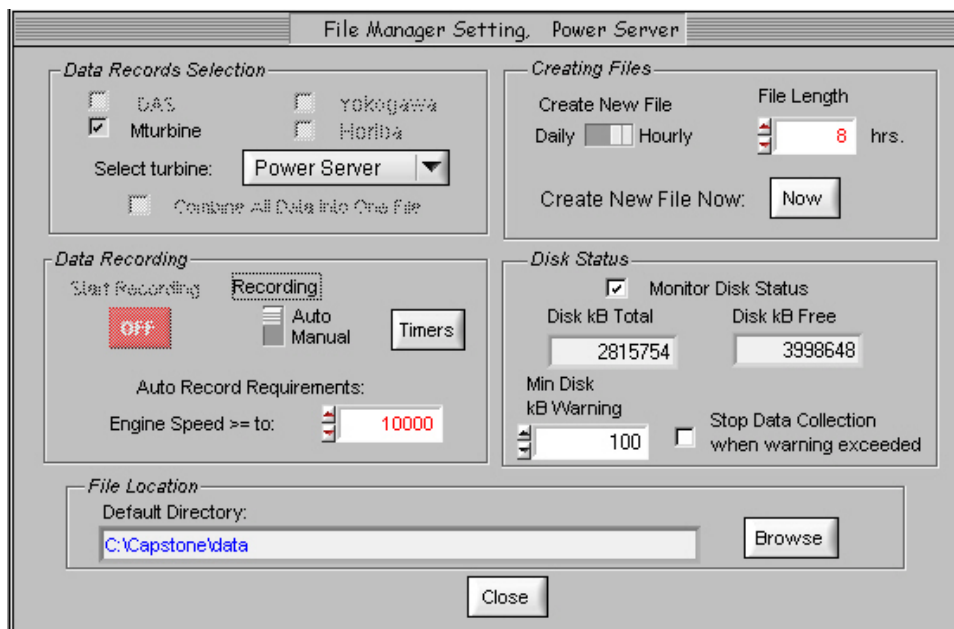 File Manager Setting, Power Server
Data Records Selection
DAS
Yokogawa
Mturbine
Horiba
Select turbine:
Power Server
Combine All Data Into One File
Creating Files
Create New File
Daily
Hourly
File Length
8
hrs.
Create New File Now:
Now
Data Recording
Start Recording
Recording
OFF
Auto
Manual
Timers
Auto Record Requirements:
Engine Speed >= to:
10000
Disk Status
Monitor Disk Status
Disk kB Total
Disk kB Free
2815754
3998648
Min Disk
kB Warning
100
Stop Data Collection
when warning exceeded
File Location
Default Directory:
C:\Capstone\data
Browse
Close